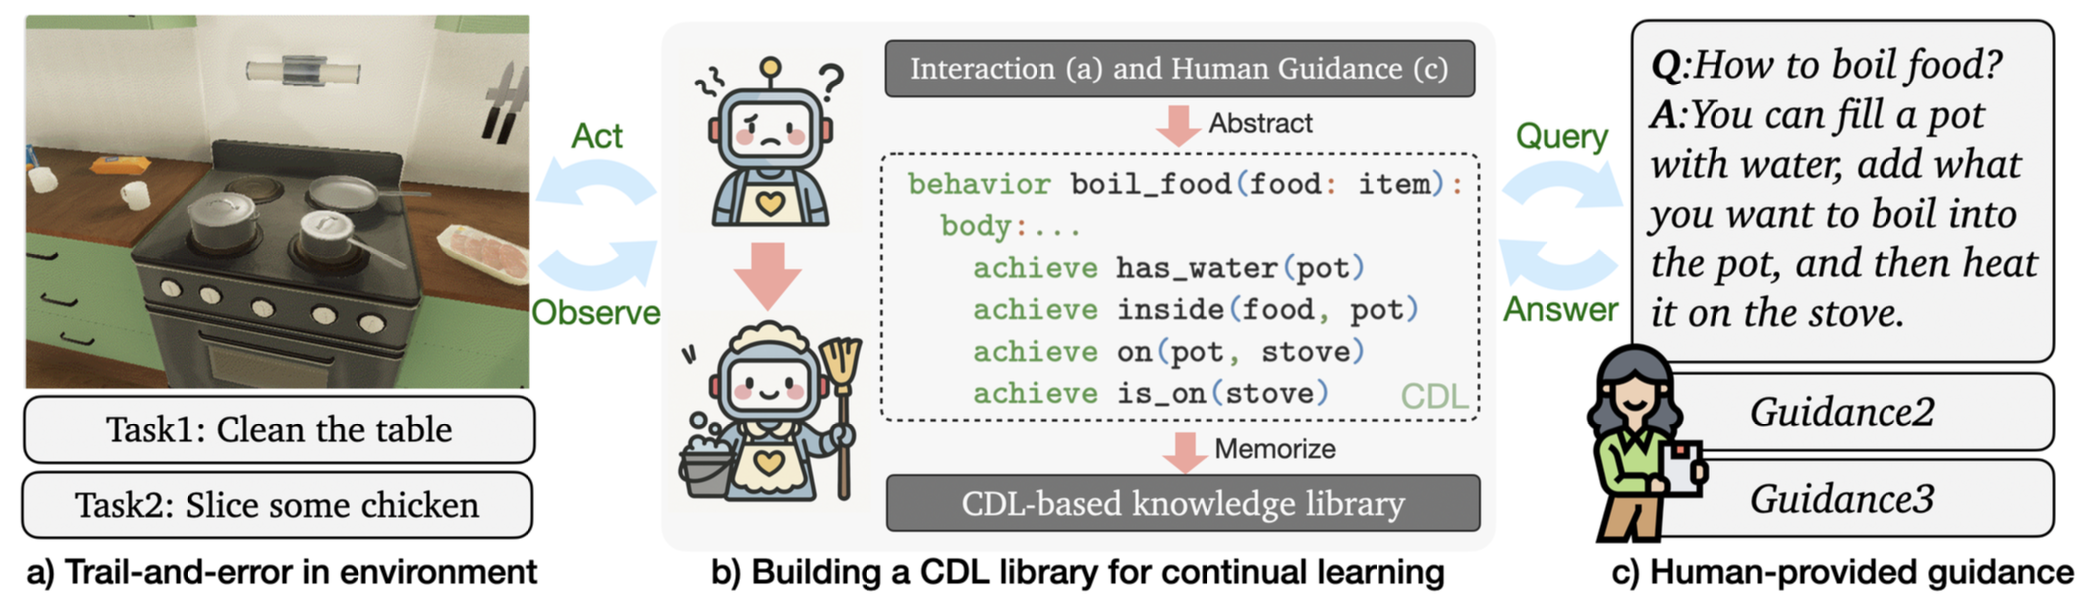 Act
Observe
Task1: Clean the table
Task2: Slice some chicken
a) Trail-and-error in environment
?
Interaction (a) and Human Guidance (c)
Abstract
behavior boil_food(food: item):
body:...
achieve has_water(pot)
achieve inside(food, pot)
achieve on(pot, stove)
achieve is_on(stove)
CDL
Memorize
CDL-based knowledge library
b) Building a CDL library for continual learning
Query
Answer
Q:How to boil food?
A:You can fill a pot
with water, add what
you want to boil into
the pot, and then heat
it on the stove.
Guidance2
Guidance3
c) Human-provided guidance